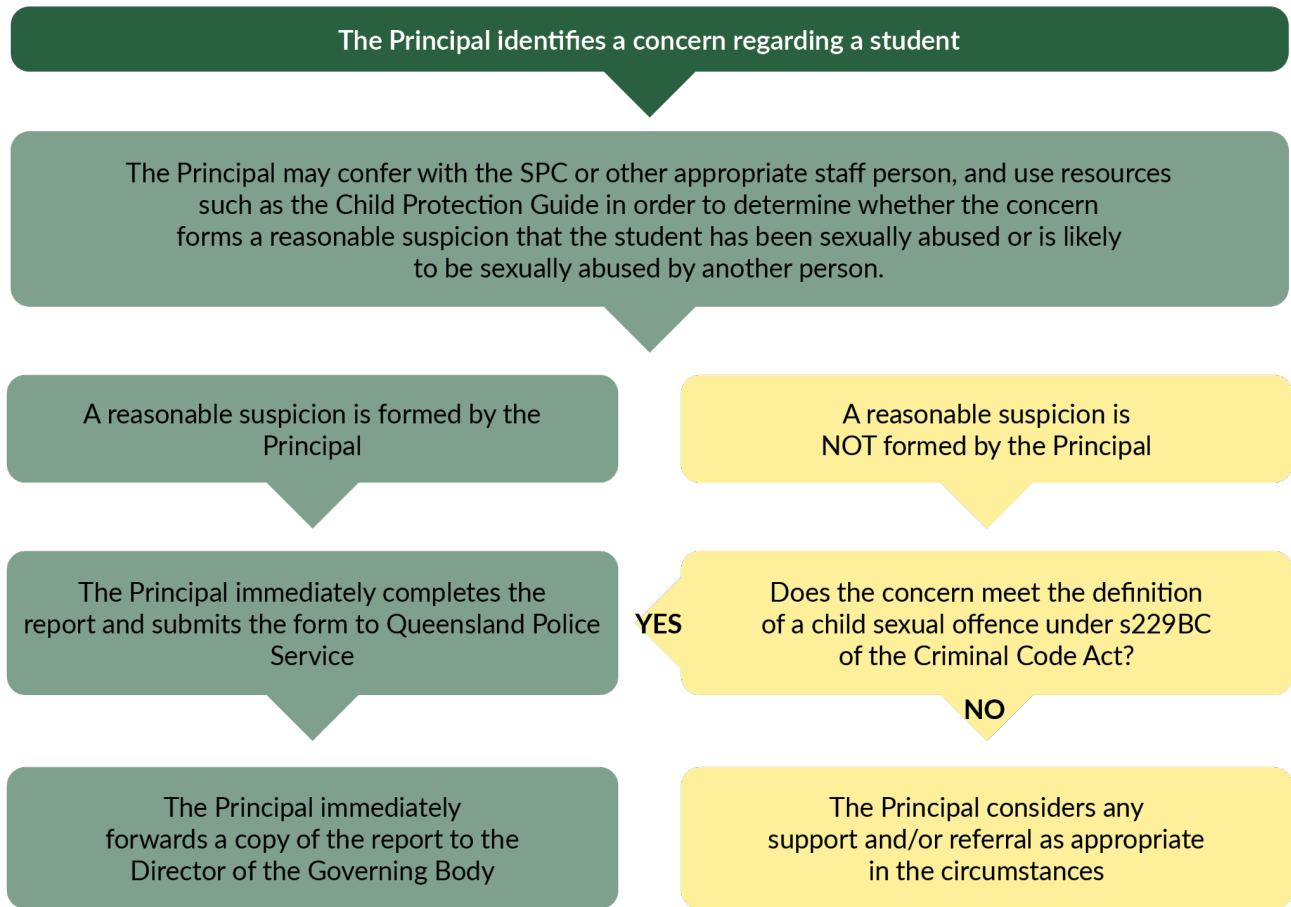 The Principal identifies a concern regarding a student
The Principal may confer with the SPC or other appropriate staff person, and use resources
such as the Child Protection Guide in order to determine whether the concern
forms a reasonable suspicion that the student has been sexually abused or is likely
to be sexually abused by another person.
A reasonable suspicion is formed by the
Principal
A reasonable suspicion is
NOT formed by the Principal
The Principal immediately completes the
report and submits the form to Queensland Police
Service
YES
Does the concern meet the definition
of a child sexual offence under s229BC
of the Criminal Code Act?
NO
The Principal immediately
forwards a copy of the report to the
Director of the Governing Body
The Principal considers any
support and/or referral as appropriate
in the circumstances